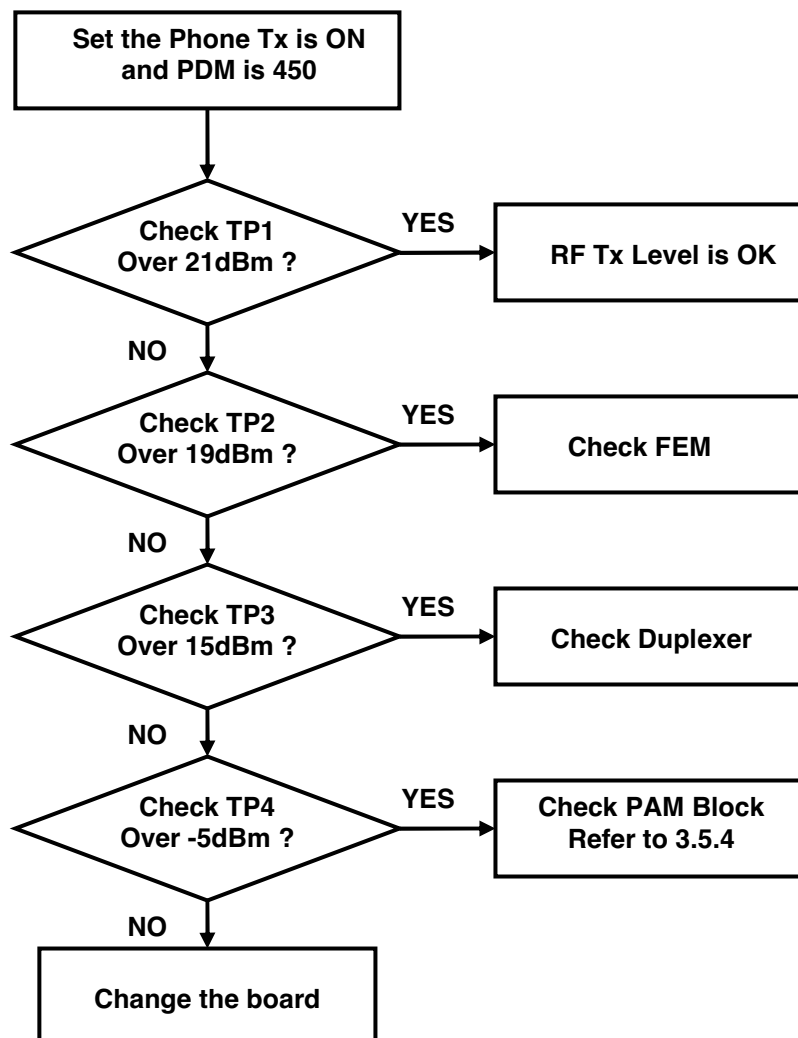 Set the Phone Tx is ON
and PDM is 450
Check TP1
Over 21dBm ?
YES
RF Tx Level is OK
NO
Check TP2
Over 19dBm ?
YES
Check FEM
NO
Check TP3
Over 15dBm ?
YES
Check Duplexer
NO
Check TP4
Over -5dBm ?
YES
Check PAM Block
Refer to 3.5.4
NO
Change the board